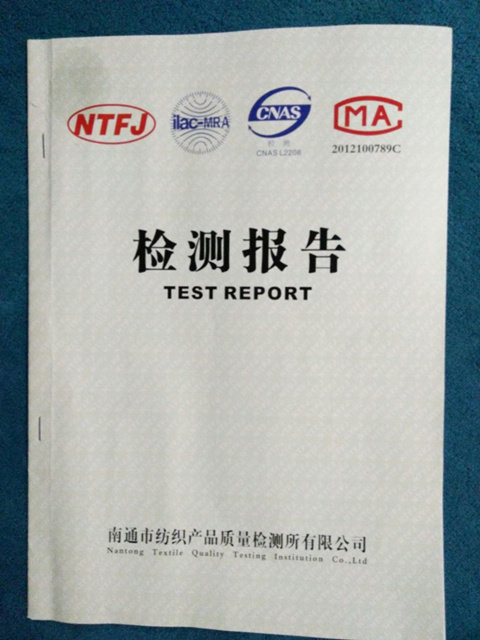 NTFJ
ilac-MRA
CNAS
检测
CNAS L2208
MA
2012100789C
检测报告
TEST REPORT
南通市纺织产品质量检测所有限公司
Nantong Textile Quality Testing Institution Co.,Ltd